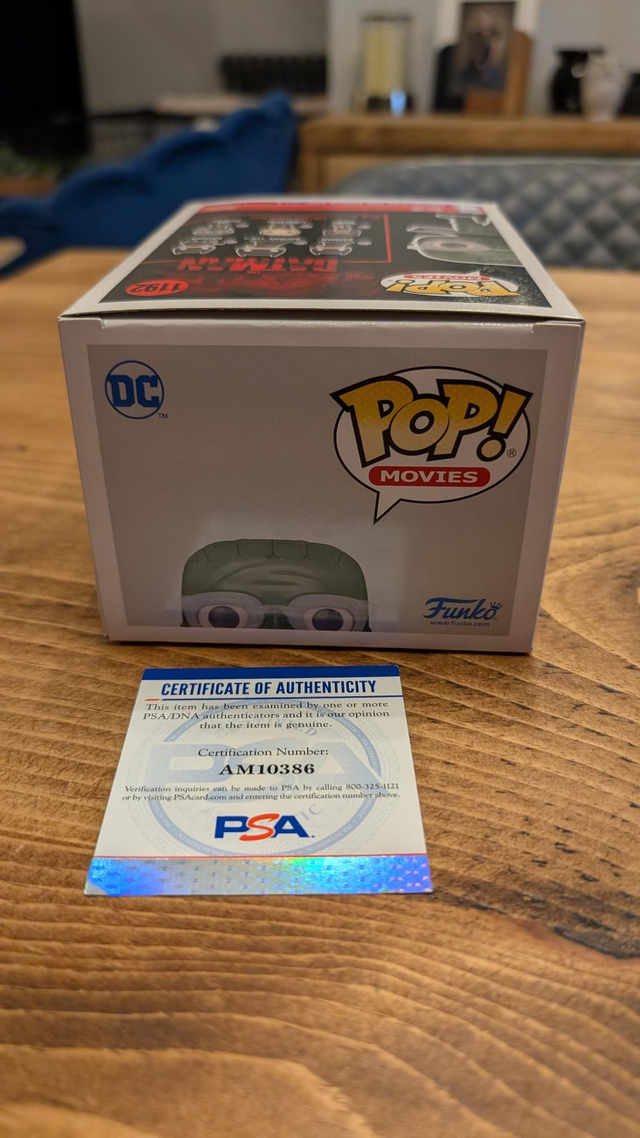 BATMAN
1192
POP!
MOVIES
DC
TM
POP!
®
MOVIES
Funko
www.funko.com
CERTIFICATE OF AUTHENTICITY
This item has been examined by one or more
PSA/DNA authenticators and it is our opinion
that the item is genuine.
Certification Number:
AM10386
Verification inquiries can be made to PSA by calling 800-325-1121
or by visiting PSAcard.com and entering the certification number above.
PSA